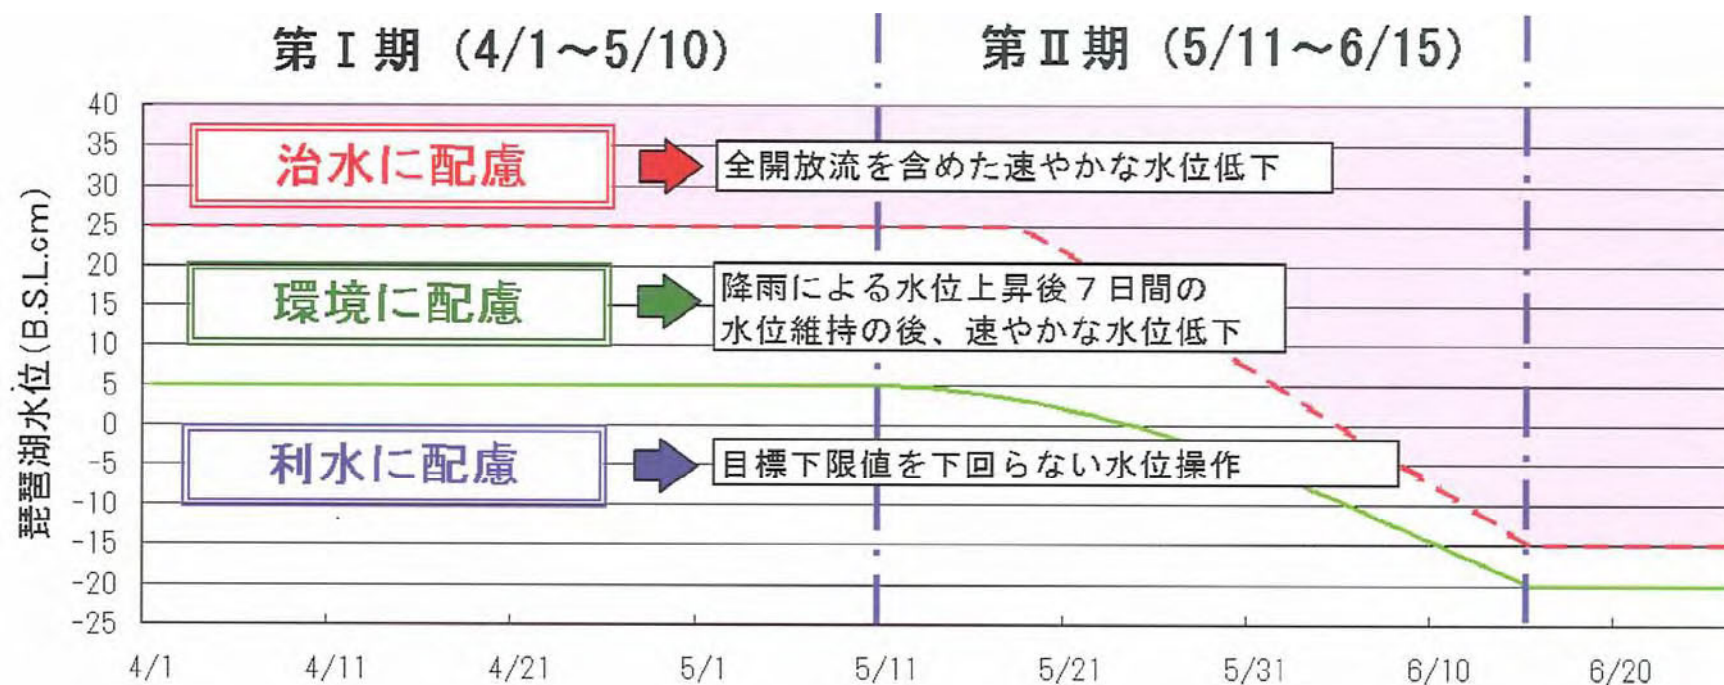 第Ⅰ期（4/1～5/10）
第Ⅱ期（5/11～6/15）
琵琶湖水位(B.S.L.cm)
40
35
30
25
20
15
10
5
0
-5
-10
-15
-20
-25
治水に配慮
全開放流を含めた速やかな水位低下
環境に配慮
降雨による水位上昇後７日間の
水位維持の後、速やかな水位低下
利水に配慮
目標下限値を下回らない水位操作
4/1
4/11
4/21
5/1
5/11
5/21
5/31
6/10
6/20